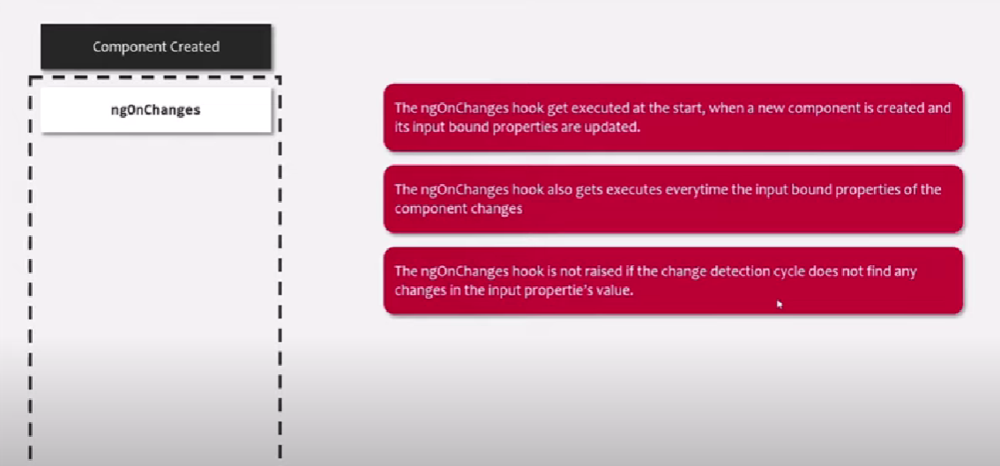 Component Created
ngOnChanges
The ngOnChanges hook get executed at the start, when a new component is created and
its input bound properties are updated.
The ngOnChanges hook also gets executes everytime the input bound properties of the
component changes
The ngOnChanges hook is not raised if the change detection cycle does not find any
changes in the input propertie's value.